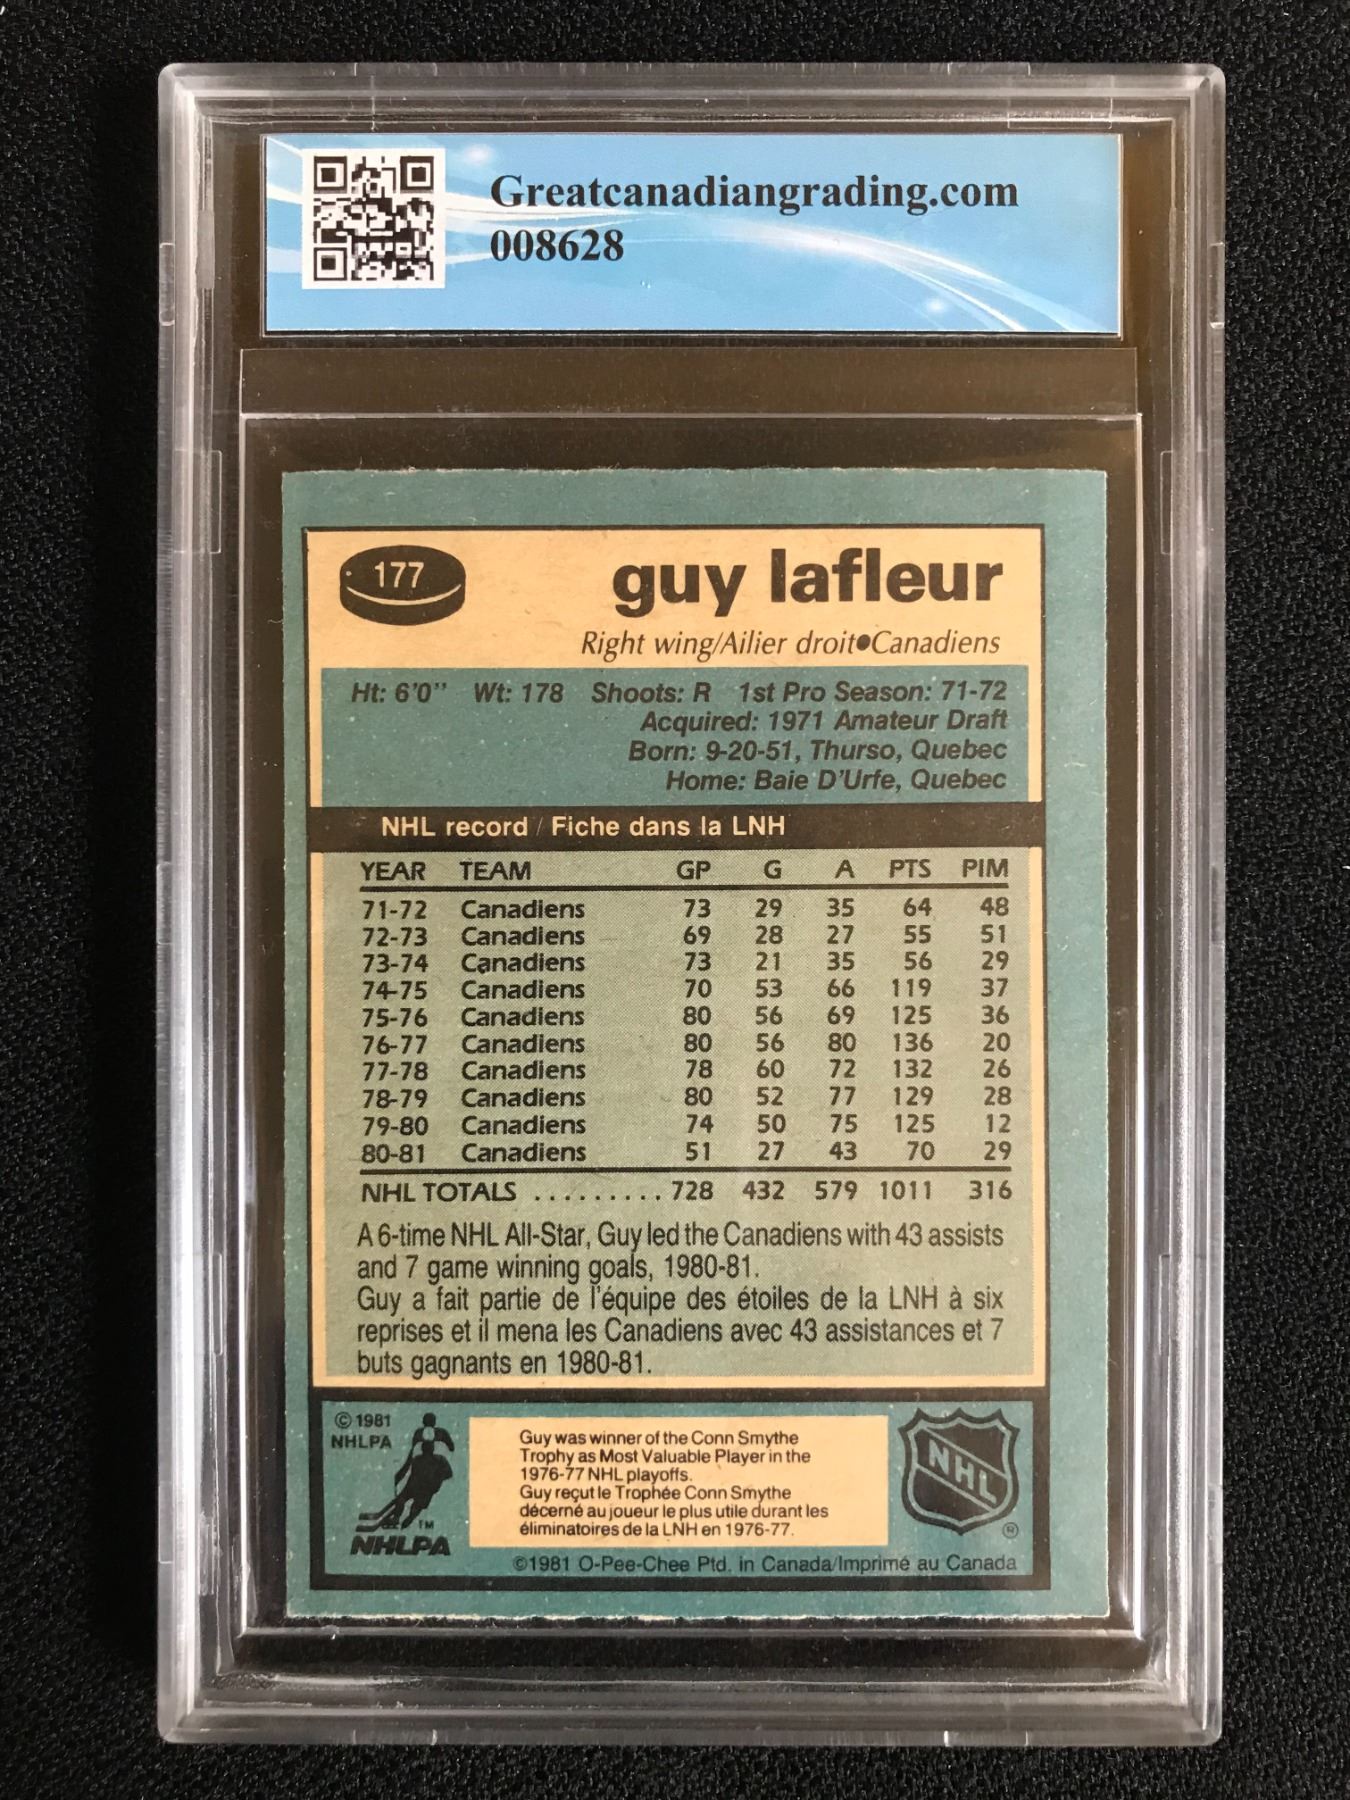 Greatcanadiangrading.com
008628
177
guy lafleur
Right wing/Ailier droit●Canadiens
Ht: 6'0" Wt: 178 Shoots: R 1st Pro Season: 71-72
Acquired: 1971 Amateur Draft
Born: 9-20-51, Thurso, Quebec
Home: Baie D'Urfe, Quebec
NHL record / Fiche dans la LNH
YEAR TEAM GP G A PTS PIM
71-72 Canadiens 73 29 35 64 48
72-73 Canadiens 69 28 27 55 51
73-74 Canadiens 73 21 35 56 29
74-75 Canadiens 70 53 66 119 37
75-76 Canadiens 80 56 69 125 36
76-77 Canadiens 80 56 80 136 20
77-78 Canadiens 78 60 72 132 26
78-79 Canadiens 80 52 77 129 28
79-80 Canadiens 74 50 75 125 12
80-81 Canadiens 51 27 43 70 29
NHL TOTALS ......... 728 432 579 1011 316
A 6-time NHL All-Star, Guy led the Canadiens with 43 assists
and 7 game winning goals, 1980-81.
Guy a fait partie de l'équipe des étoiles de la LNH à six
reprises et il mena les Canadiens avec 43 assistances et 7
buts gagnants en 1980-81.
© 1981
NHLPA
TM
NHLPA
Guy was winner of the Conn Smythe
Trophy as Most Valuable Player in the
1976-77 NHL playoffs.
Guy reçut le Trophée Conn Smythe
décerné au joueur le plus utile durant les
éliminatoires de la LNH en 1976-77.
NHL
®
©1981 O-Pee-Chee Ptd. in Canada/Imprimé au Canada